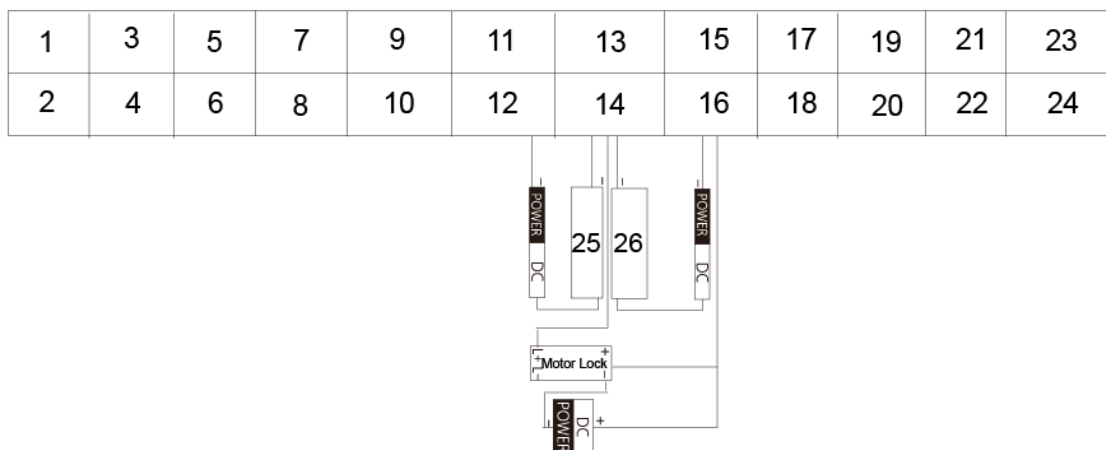 1 3 5 7 9 11 13 15 17 19 21 23
2 4 6 8 10 12 14 16 18 20 22 24
- - - -
POWER DC
25
26
POWER DC
L+ Motor Lock +
L- -
- POWER DC +